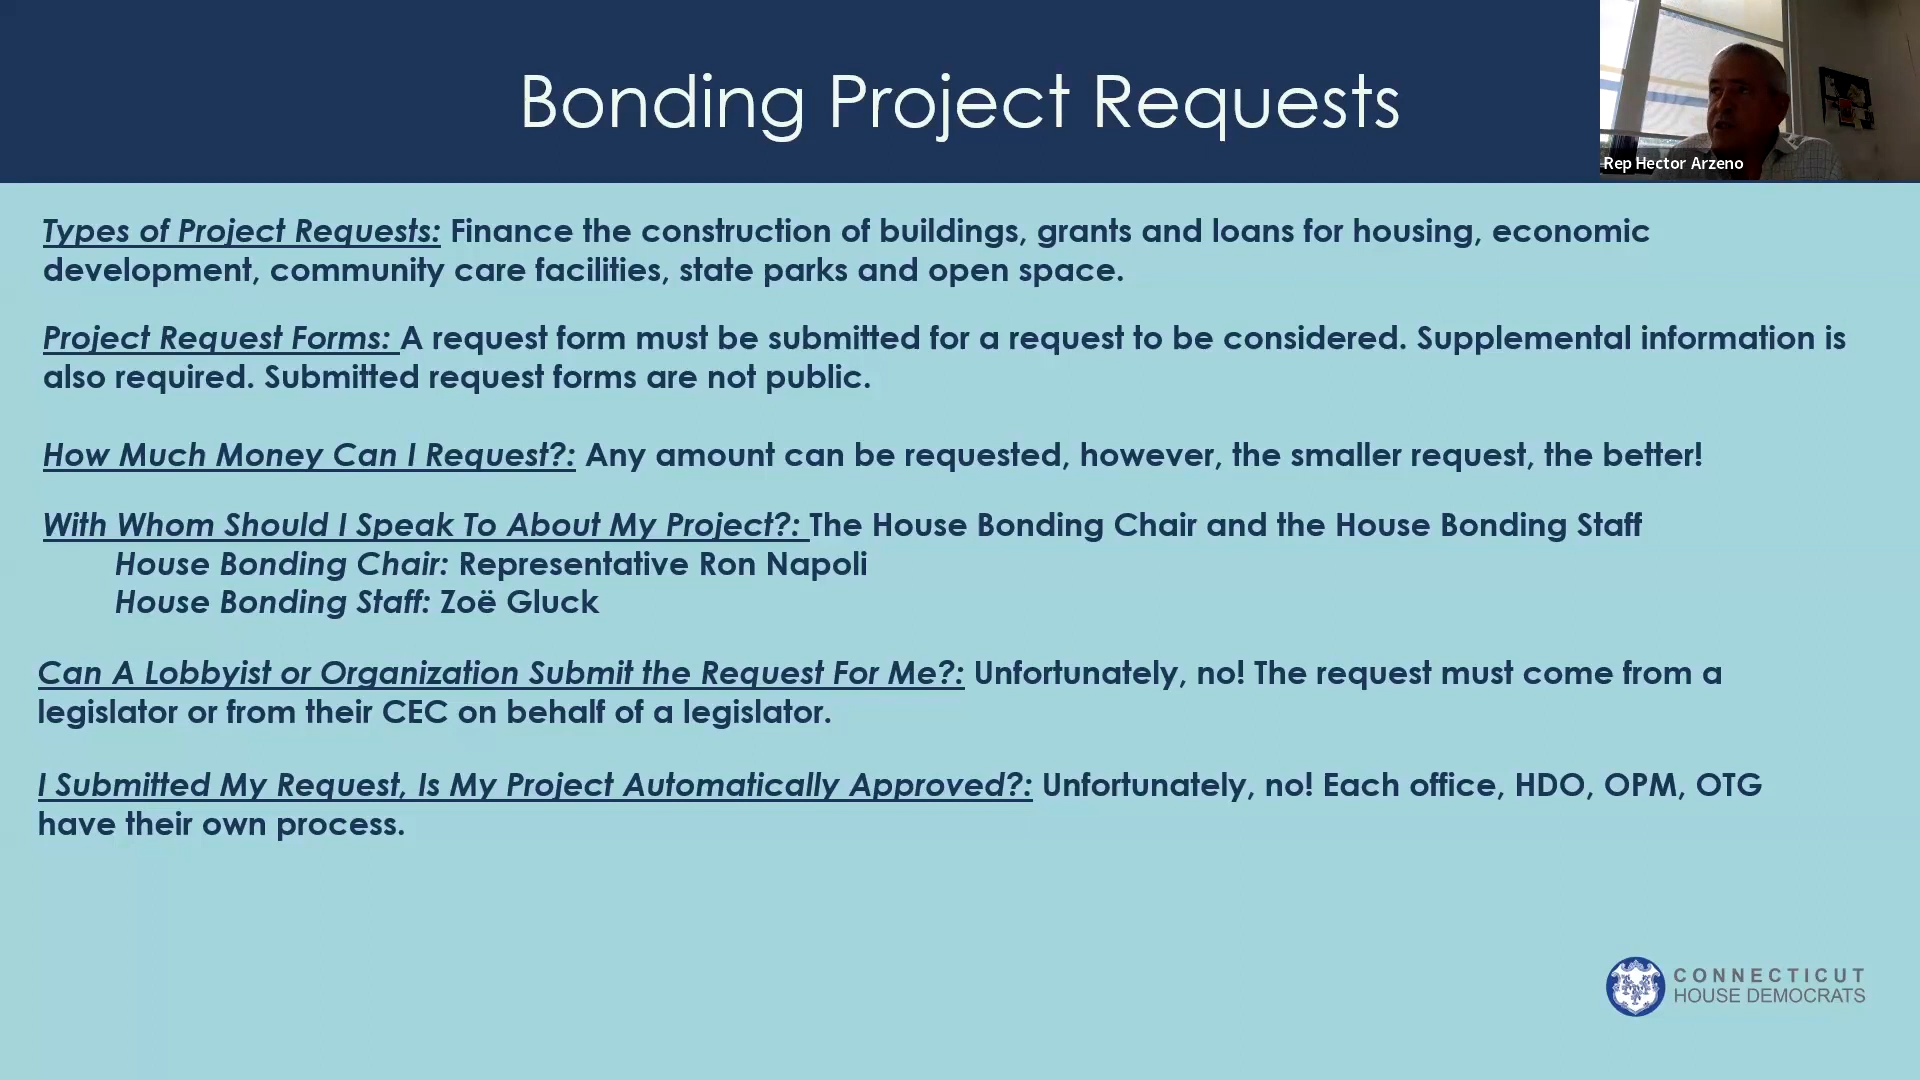 Bonding Project Requests
Rep Hector Arzeno
Types of Project Requests: Finance the construction of buildings, grants and loans for housing, economic
development, community care facilities, state parks and open space.
Project Request Forms: A request form must be submitted for a request to be considered. Supplemental information is
also required. Submitted request forms are not public.
How Much Money Can I Request?: Any amount can be requested, however, the smaller request, the better!
With Whom Should I Speak To About My Project?: The House Bonding Chair and the House Bonding Staff
House Bonding Chair: Representative Ron Napoli
House Bonding Staff: Zoë Gluck
Can A Lobbyist or Organization Submit the Request For Me?: Unfortunately, no! The request must come from a
legislator or from their CEC on behalf of a legislator.
I Submitted My Request, Is My Project Automatically Approved?: Unfortunately, no! Each office, HDO, OPM, OTG
have their own process.
CONNECTICUT
HOUSE DEMOCRATS